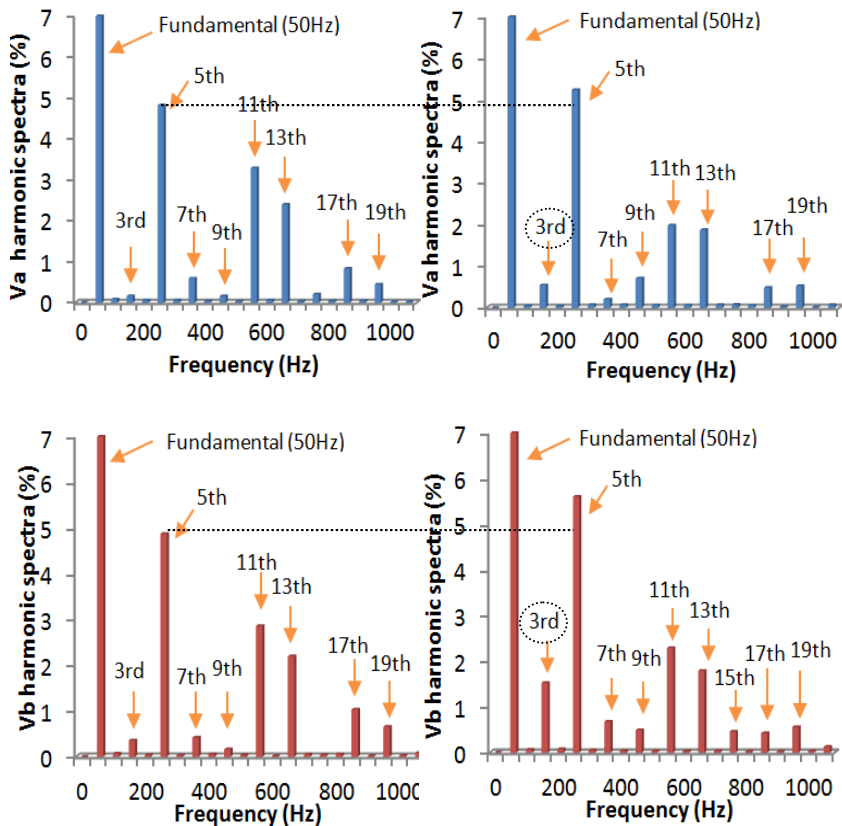 Va harmonic spectra (%)
7
6
5
4
3
2
1
0
Fundamental (50Hz)
5th
11th
13th
3rd
7th
9th
17th
19th
0 200 400 600 800 1000
Frequency (Hz)
Va harmonic spectra (%)
7
6
5
4
3
2
1
0
Fundamental (50Hz)
5th
3rd
7th
9th
11th
13th
17th
19th
0 200 400 600 800 1000
Frequency (Hz)
Vb harmonic spectra (%)
7
6
5
4
3
2
1
0
Fundamental (50Hz)
5th
11th
13th
3rd
7th
9th
17th
19th
0 200 400 600 800 1000
Frequency (Hz)
Vb harmonic spectra (%)
7
6
5
4
3
2
1
0
Fundamental (50Hz)
5th
3rd
7th
9th
11th
13th
15th
17th
19th
0 200 400 600 800 1000
Frequency (Hz)